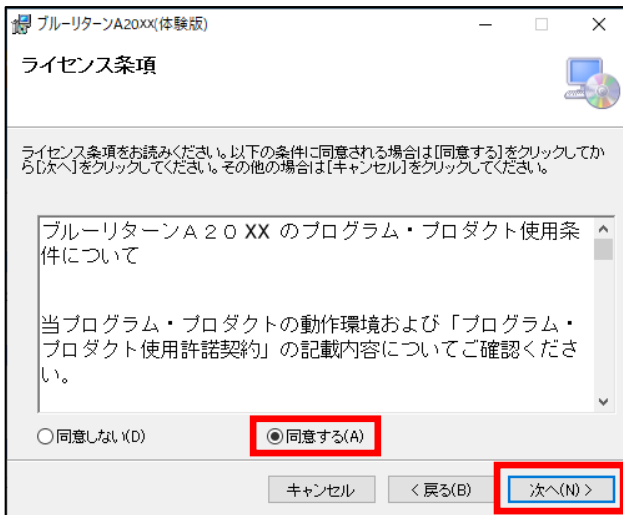 ブルーリターンA20XX(体験版)
ライセンス条項
ライセンス条項をお読みください。以下の条件に同意される場合は[同意する]をクリックしてか
ら[次へ]をクリックしてください。その他の場合は[キャンセル]をクリックしてください。
ブルーリターンＡ２０ XX のプログラム・プロダクト使用条
件について
当プログラム・プロダクトの動作環境および「プログラム・
プロダクト使用許諾契約」の記載内容についてご確認くださ
い。
同意しない(D)
同意する(A)
キャンセル
< 戻る(B)
次へ(N) >